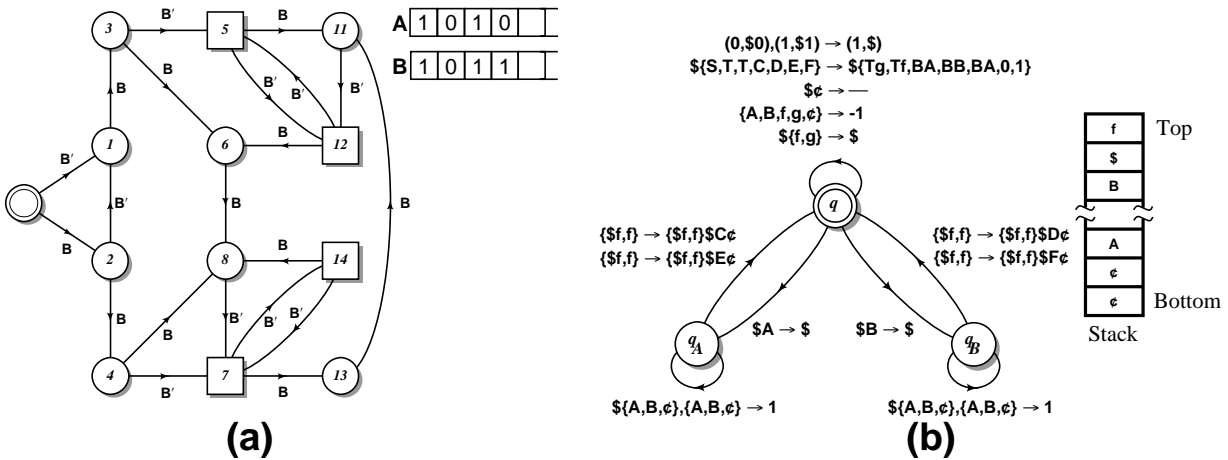 3 B′ 5 B 11
A 1 0 1 0
B 1 0 1 1
B B B′ B′ B′
1 6 B 12
B′ B
B B′ B
2 8 B 14
B B B′ B′ B′
4 B′ 7 B 13
(a)
(0,$0),(1,$1) → (1,$)
${S,T,T,C,D,E,F} → ${Tg,Tf,BA,BB,BA,0,1}
$¢ → —
{A,B,f,g,¢} → -1
${f,g} → $
q
{$f,f} → {$f,f}$C¢
{$f,f} → {$f,f}$E¢
{$f,f} → {$f,f}$D¢
{$f,f} → {$f,f}$F¢
$A → $
$B → $
qA
qB
${A,B,¢},{A,B,¢} → 1
${A,B,¢},{A,B,¢} → 1
f Top
$
B
A
¢
¢ Bottom
Stack
(b)